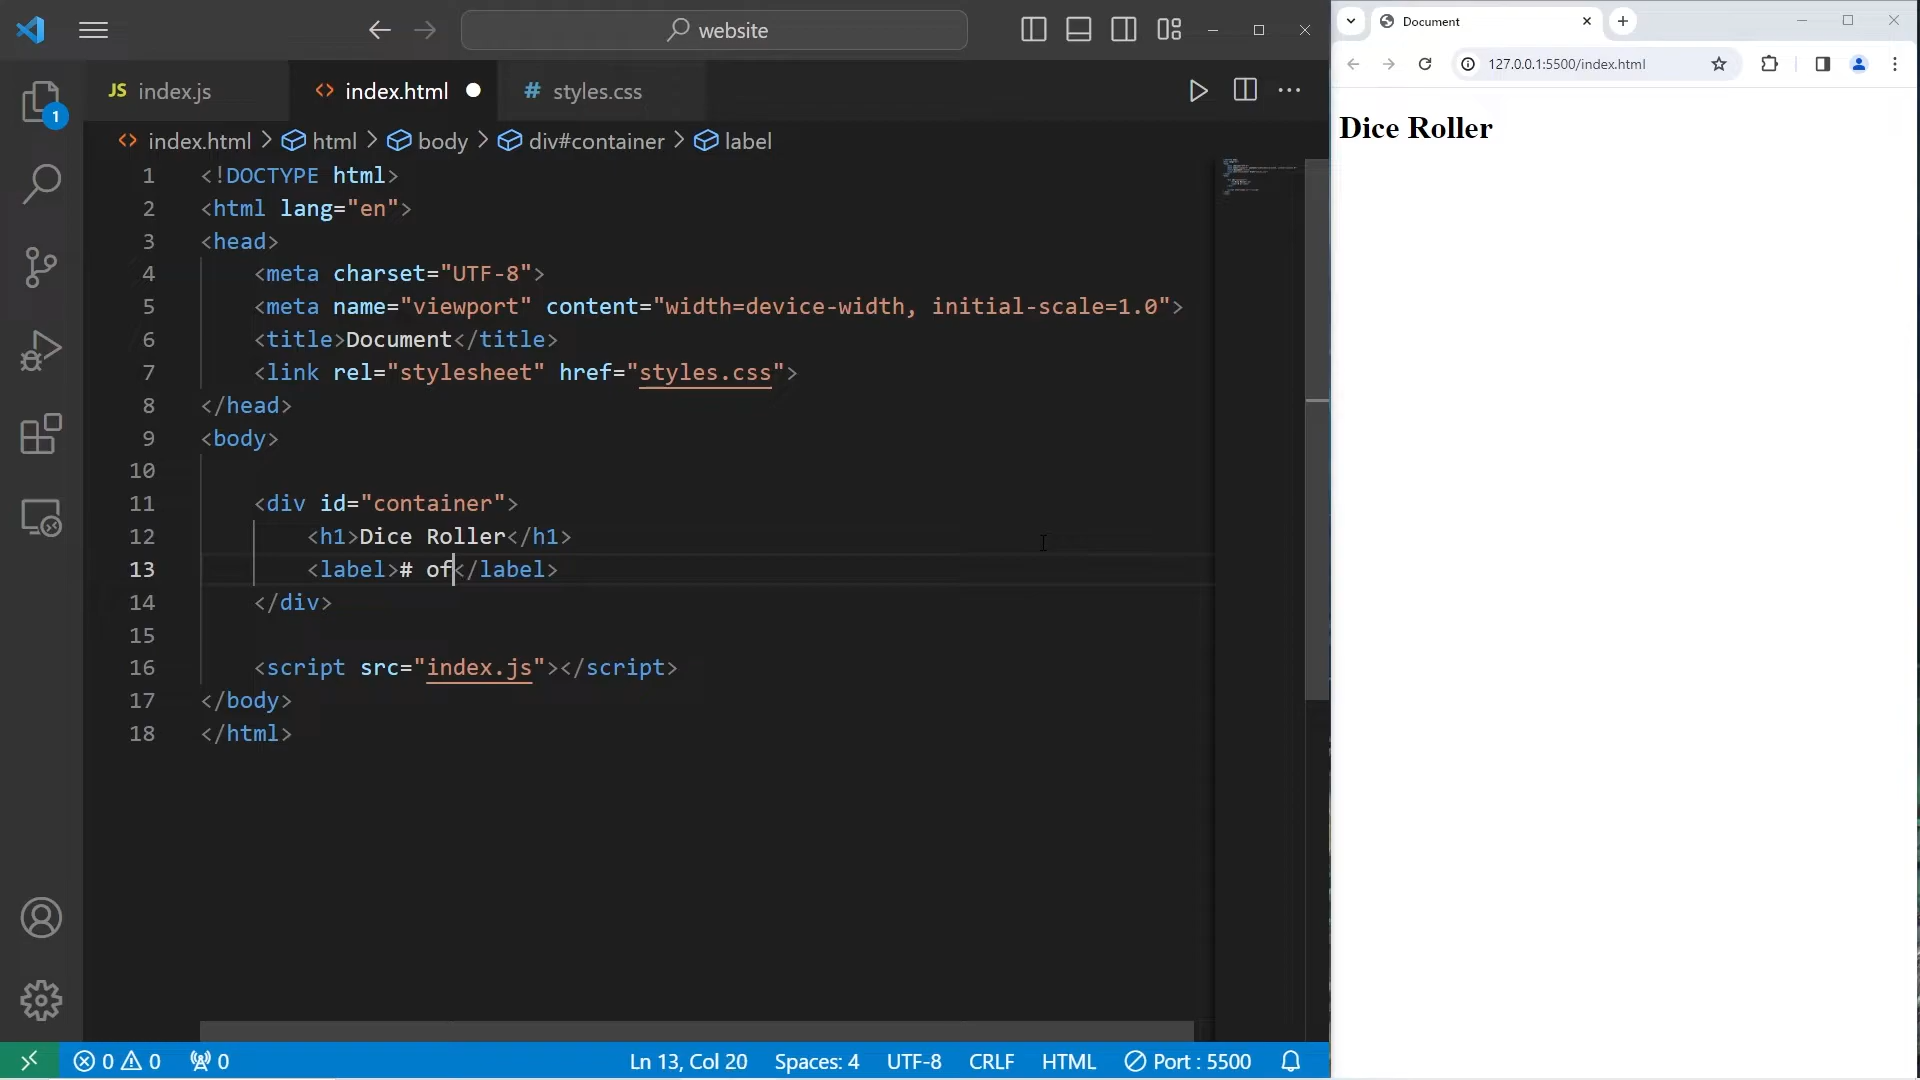 website
Document
127.0.0.1:5500/index.html
JS index.js
<> index.html
# styles.css
1
<> index.html > html > body > div#container > label
1 <!DOCTYPE html>
2 <html lang="en">
3 <head>
4 <meta charset="UTF-8">
5 <meta name="viewport" content="width=device-width, initial-scale=1.0">
6 <title>Document</title>
7 <link rel="stylesheet" href="styles.css">
8 </head>
9 <body>
10
11 <div id="container">
12 <h1>Dice Roller</h1>
13 <label># of</label>
14 </div>
15
16 <script src="index.js"></script>
17 </body>
18 </html>
Dice Roller
0 0 0 Ln 13, Col 20 Spaces: 4 UTF-8 CRLF HTML Port : 5500